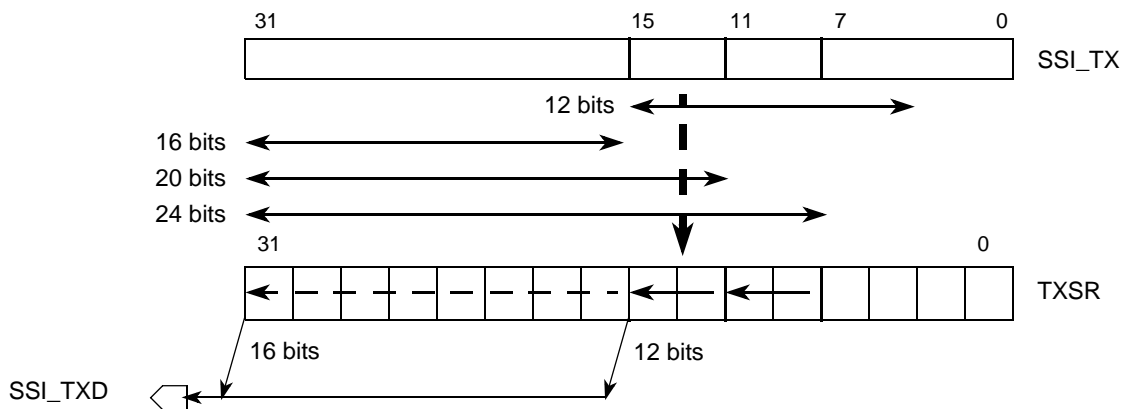 31 15 11 7 0
SSI_TX
12 bits
16 bits
20 bits
24 bits
31 0
TXSR
16 bits 12 bits
SSI_TXD